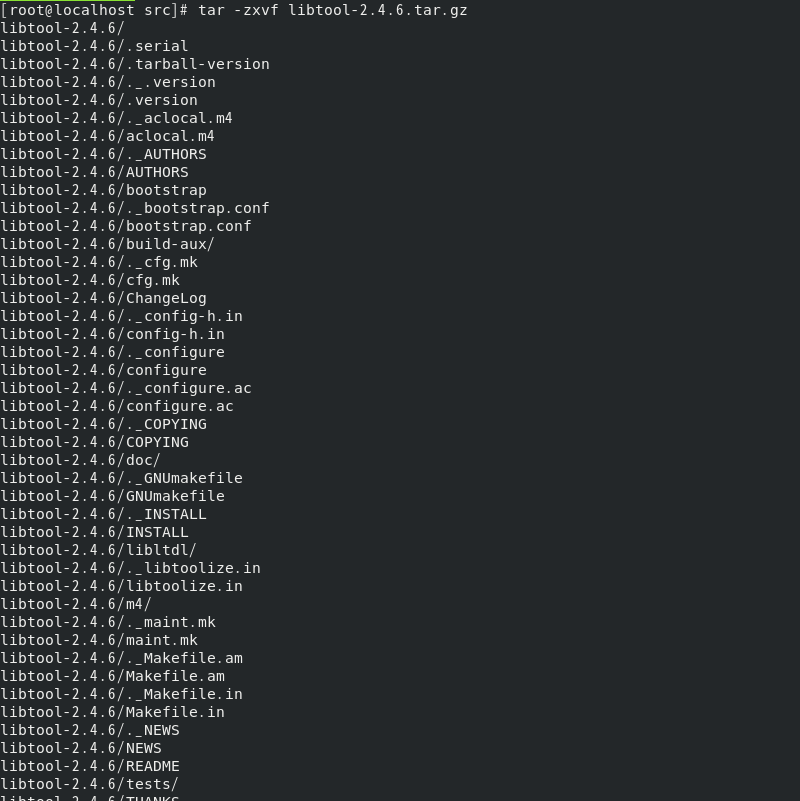 [root@localhost src]# tar -zxvf libtool-2.4.6.tar.gz
libtool-2.4.6/
libtool-2.4.6/.serial
libtool-2.4.6/.tarball-version
libtool-2.4.6/._.version
libtool-2.4.6/.version
libtool-2.4.6/._aclocal.m4
libtool-2.4.6/aclocal.m4
libtool-2.4.6/._AUTHORS
libtool-2.4.6/AUTHORS
libtool-2.4.6/bootstrap
libtool-2.4.6/._bootstrap.conf
libtool-2.4.6/bootstrap.conf
libtool-2.4.6/build-aux/
libtool-2.4.6/._cfg.mk
libtool-2.4.6/cfg.mk
libtool-2.4.6/ChangeLog
libtool-2.4.6/._config-h.in
libtool-2.4.6/config-h.in
libtool-2.4.6/._configure
libtool-2.4.6/configure
libtool-2.4.6/._configure.ac
libtool-2.4.6/configure.ac
libtool-2.4.6/._COPYING
libtool-2.4.6/COPYING
libtool-2.4.6/doc/
libtool-2.4.6/._GNUmakefile
libtool-2.4.6/GNUmakefile
libtool-2.4.6/._INSTALL
libtool-2.4.6/INSTALL
libtool-2.4.6/libltdl/
libtool-2.4.6/._libtoolize.in
libtool-2.4.6/libtoolize.in
libtool-2.4.6/m4/
libtool-2.4.6/._maint.mk
libtool-2.4.6/maint.mk
libtool-2.4.6/._Makefile.am
libtool-2.4.6/Makefile.am
libtool-2.4.6/._Makefile.in
libtool-2.4.6/Makefile.in
libtool-2.4.6/._NEWS
libtool-2.4.6/NEWS
libtool-2.4.6/README
libtool-2.4.6/tests/
libtool-2.4.6/THANKS